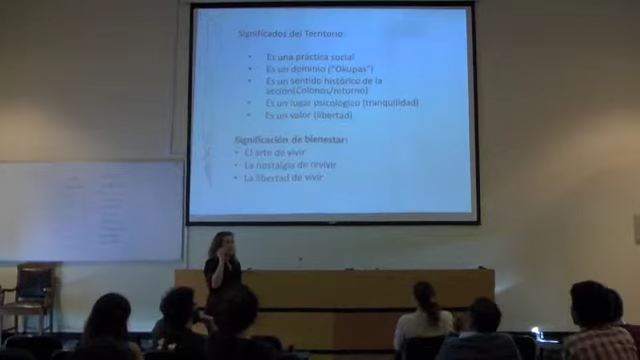 Significados del Territorio:
• Es una práctica social
• Es un dominio ("Okupas")
• Es un sentido histórico de la
acción(Colonos/retorno)
• Es un lugar psicológico (tranquilidad)
• Es un valor (libertad)
Significación de bienestar:
• El arte de vivir
• La nostalgia de revivir
• La libertad de vivir